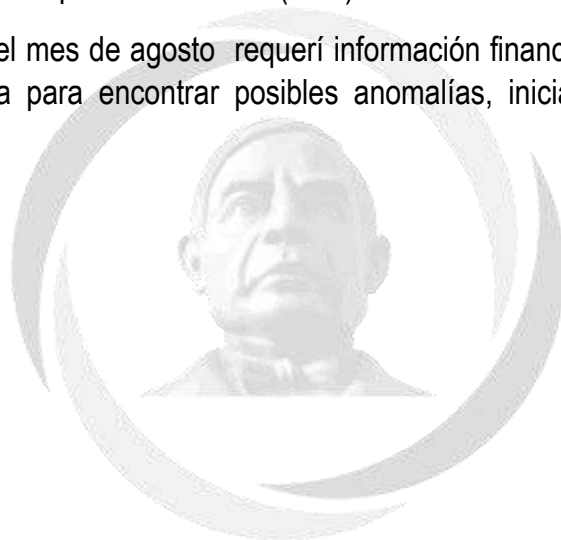 el mes de agosto requerí información financ
a para encontrar posibles anomalías, inicia